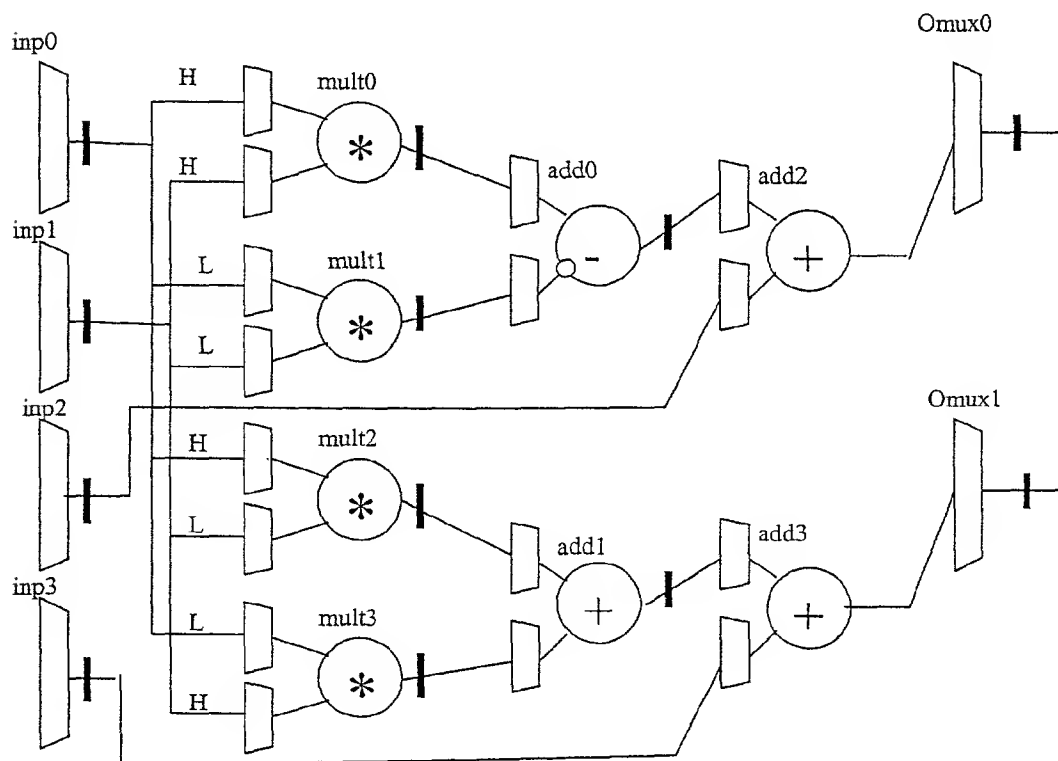 inp0
H
mult0
*
H
add0
add2
Omux0
inp1
L
mult1
*
L
-
+
inp2
H
mult2
*
L
add1
add3
Omux1
inp3
L
mult3
*
H
+
+